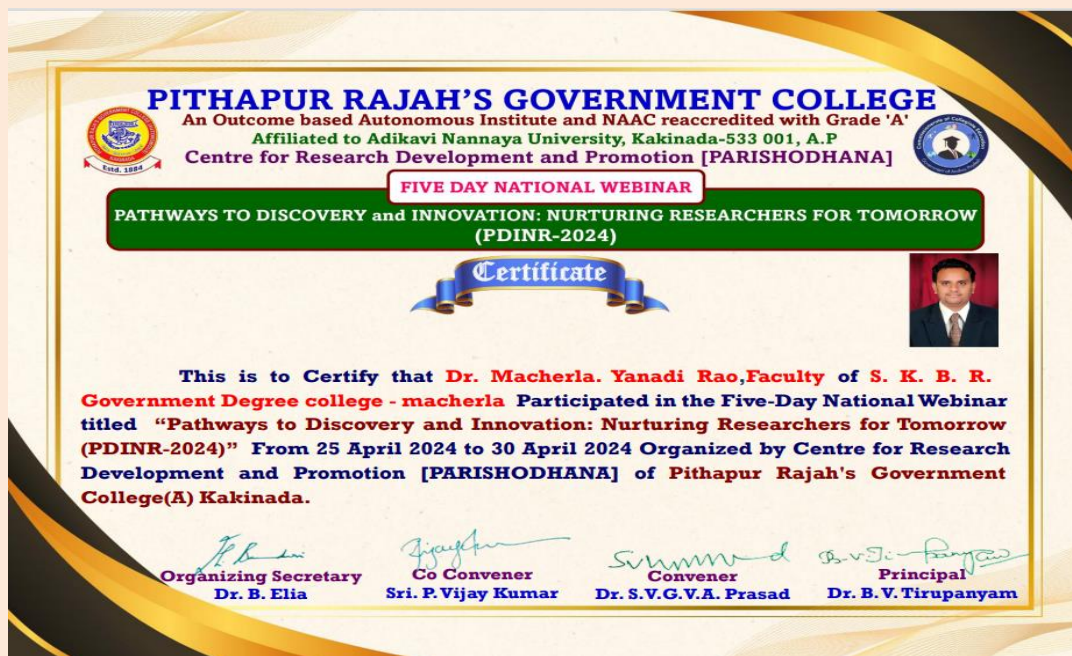 PITHAPUR RAJAH'S GOVERNMENT COLLEGE
An Outcome based Autonomous Institute and NAAC reaccredited with Grade 'A'
Affiliated to Adikavi Nannaya University, Kakinada-533 001, A.P
Centre for Research Development and Promotion [PARISHODHANA]
Estd. 1884
FIVE DAY NATIONAL WEBINAR
PATHWAYS TO DISCOVERY and INNOVATION: NURTURING RESEARCHERS FOR TOMORROW
(PDINR-2024)
Certificate
This is to Certify that Dr. Macherla. Yanadi Rao,Faculty of S. K. B. R.
Government Degree college - macherla Participated in the Five-Day National Webinar
titled “Pathways to Discovery and Innovation: Nurturing Researchers for Tomorrow
(PDINR-2024)” From 25 April 2024 to 30 April 2024 Organized by Centre for Research
Development and Promotion [PARISHODHANA] of Pithapur Rajah's Government
College(A) Kakinada.
Organizing Secretary
Dr. B. Elia
Co Convener
Sri. P. Vijay Kumar
Convener
Dr. S.V.G.V.A. Prasad
Principal
Dr. B. V. Tirupanyam